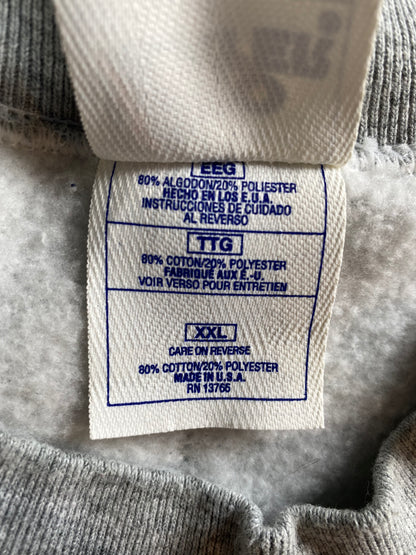 EEG
80% ALGODON/20% POLIESTER
HECHO EN LOS E.U.A.
INSTRUCCIONES DE CUIDADO
AL REVERSO
TTG
80% COTON/20% POLYESTER
FABRIQUÉ AUX É.-U.
VOIR VERSO POUR ENTRETIEN
XXL
CARE ON REVERSE
80% COTTON/20% POLYESTER
MADE IN U.S.A.
RN 13765